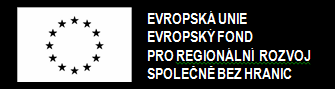 EVROPSKÁ UNIE
EVROPSKÝ FOND
PRO REGIONÁLNÍ ROZVOJ
SPOLEČNĚ BEZ HRANIC